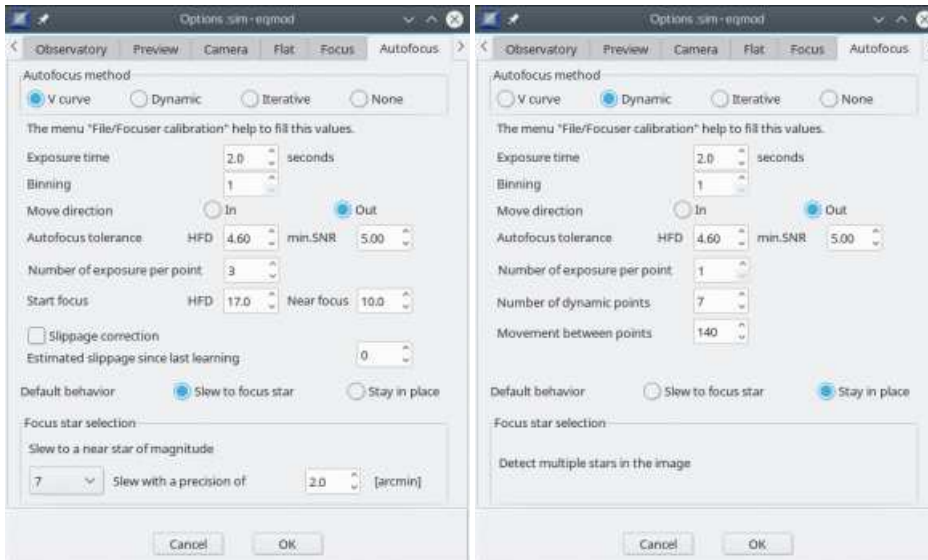 Options :sim-eqmod
Observatory Preview Camera Flat Focus Autofocus
Autofocus method
V curve Dynamic Iterative None
The menu "File/Focuser calibration" help to fill this values.
Exposure time 2.0 seconds
Binning 1
Move direction In Out
Autofocus tolerance HFD 4.60 min.SNR 5.00
Number of exposure per point 3
Start focus HFD 17.0 Near focus 10.0
Slippage correction
Estimated slippage since last learning 0
Default behavior Slew to focus star Stay in place
Focus star selection
Slew to a near star of magnitude
7 Slew with a precision of 2.0 [arcmin]
Cancel OK
Options :sim-eqmod
Observatory Preview Camera Flat Focus Autofocus
Autofocus method
V curve Dynamic Iterative None
The menu "File/Focuser calibration" help to fill this values.
Exposure time 2.0 seconds
Binning 1
Move direction In Out
Autofocus tolerance HFD 4.60 min.SNR 5.00
Number of exposure per point 1
Number of dynamic points 7
Movement between points 140
Default behavior Slew to focus star Stay in place
Focus star selection
Detect multiple stars in the image
Cancel OK